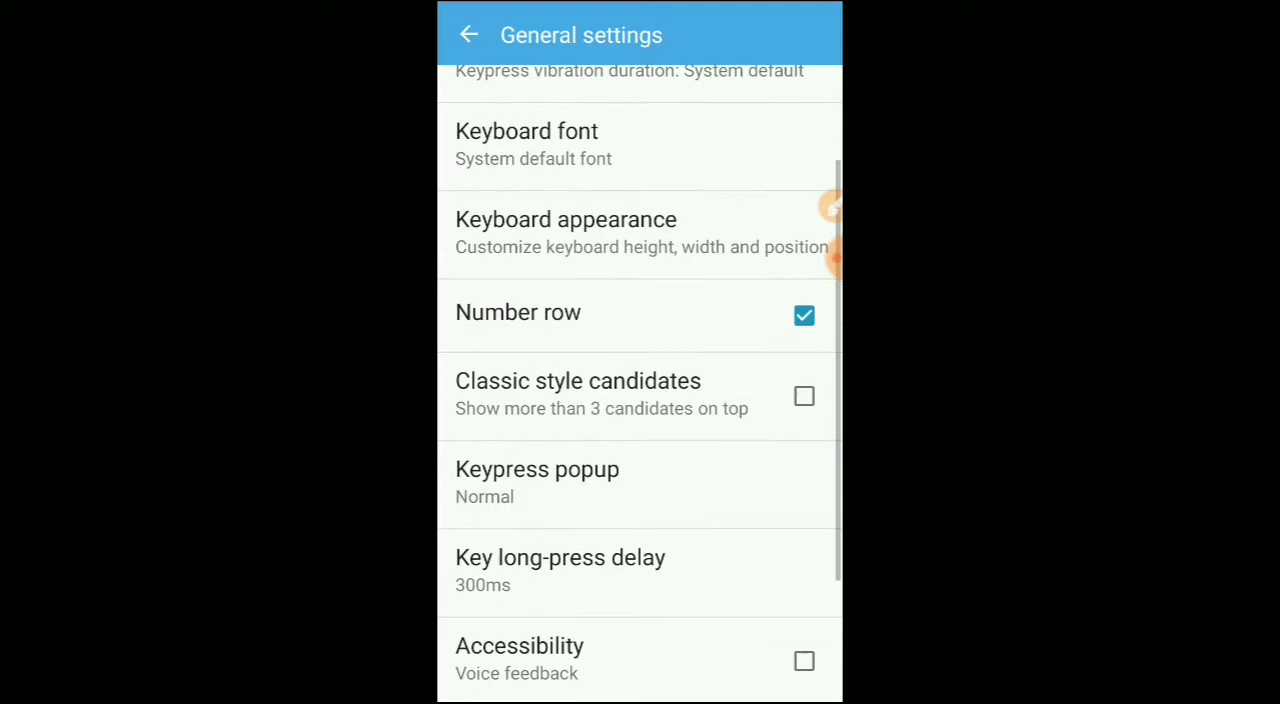 General settings
Keypress vibration duration: System default
Keyboard font
System default font
Keyboard appearance
Customize keyboard height, width and position
Number row
Classic style candidates
Show more than 3 candidates on top
Keypress popup
Normal
Key long-press delay
300ms
Accessibility
Voice feedback